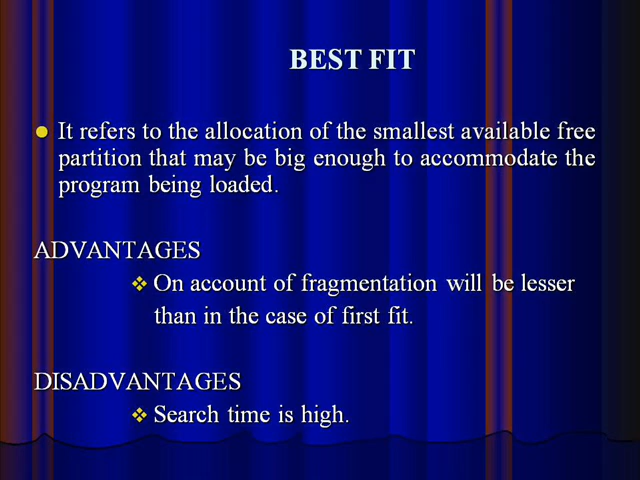 BEST FIT
It refers to the allocation of the smallest available free
partition that may be big enough to accommodate the
program being loaded.
ADVANTAGES
On account of fragmentation will be lesser
than in the case of first fit.
DISADVANTAGES
Search time is high.